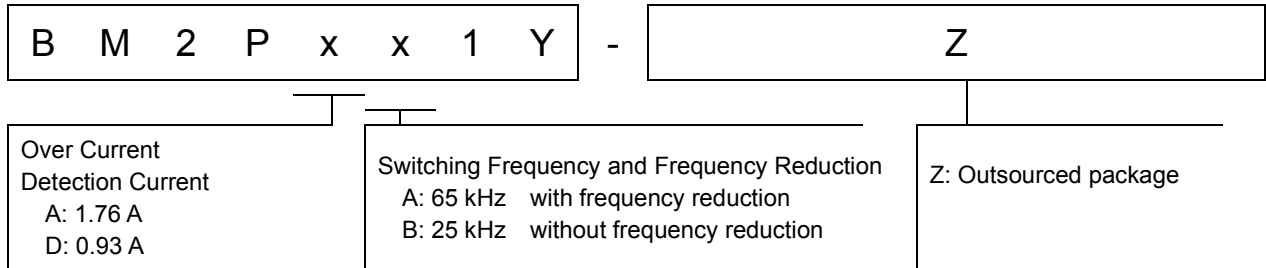 B M 2 P x x 1 Y - Z
Over Current
Detection Current
A: 1.76 A
D: 0.93 A
Switching Frequency and Frequency Reduction
A: 65 kHz with frequency reduction
B: 25 kHz without frequency reduction
Z: Outsourced package